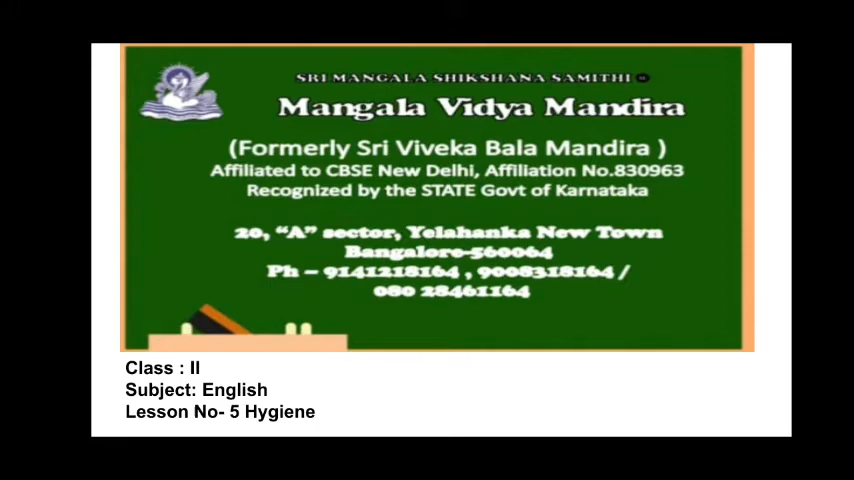 SRI MANGALA SHIKSHANA SAMITHI ®
Mangala Vidya Mandira
(Formerly Sri Viveka Bala Mandira )
Affiliated to CBSE New Delhi, Affiliation No.830963
Recognized by the STATE Govt of Karnataka
20, “A” sector, Yelahanka New Town
Bangalore-560064
Ph – 9141218164 , 9008318164 /
080 28461164
Class : II
Subject: English
Lesson No- 5 Hygiene